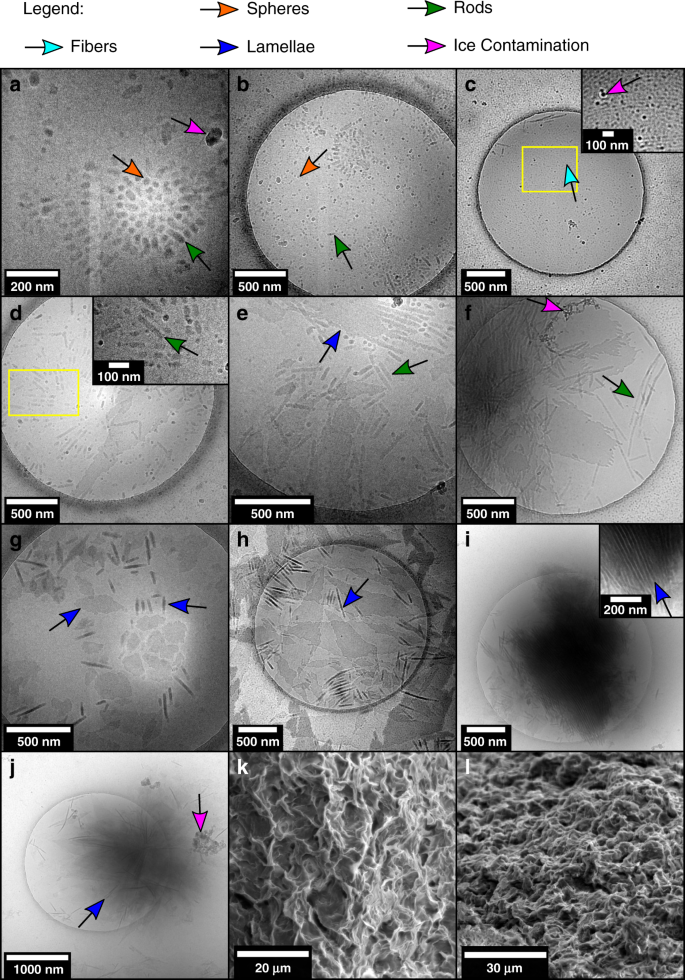 Legend:
Spheres
Rods
Fibers
Lamellae
Ice Contamination
a
200 nm
b
500 nm
c
100 nm
500 nm
d
100 nm
500 nm
e
500 nm
f
500 nm
g
500 nm
h
500 nm
i
200 nm
500 nm
j
1000 nm
k
20 µm
l
30 µm